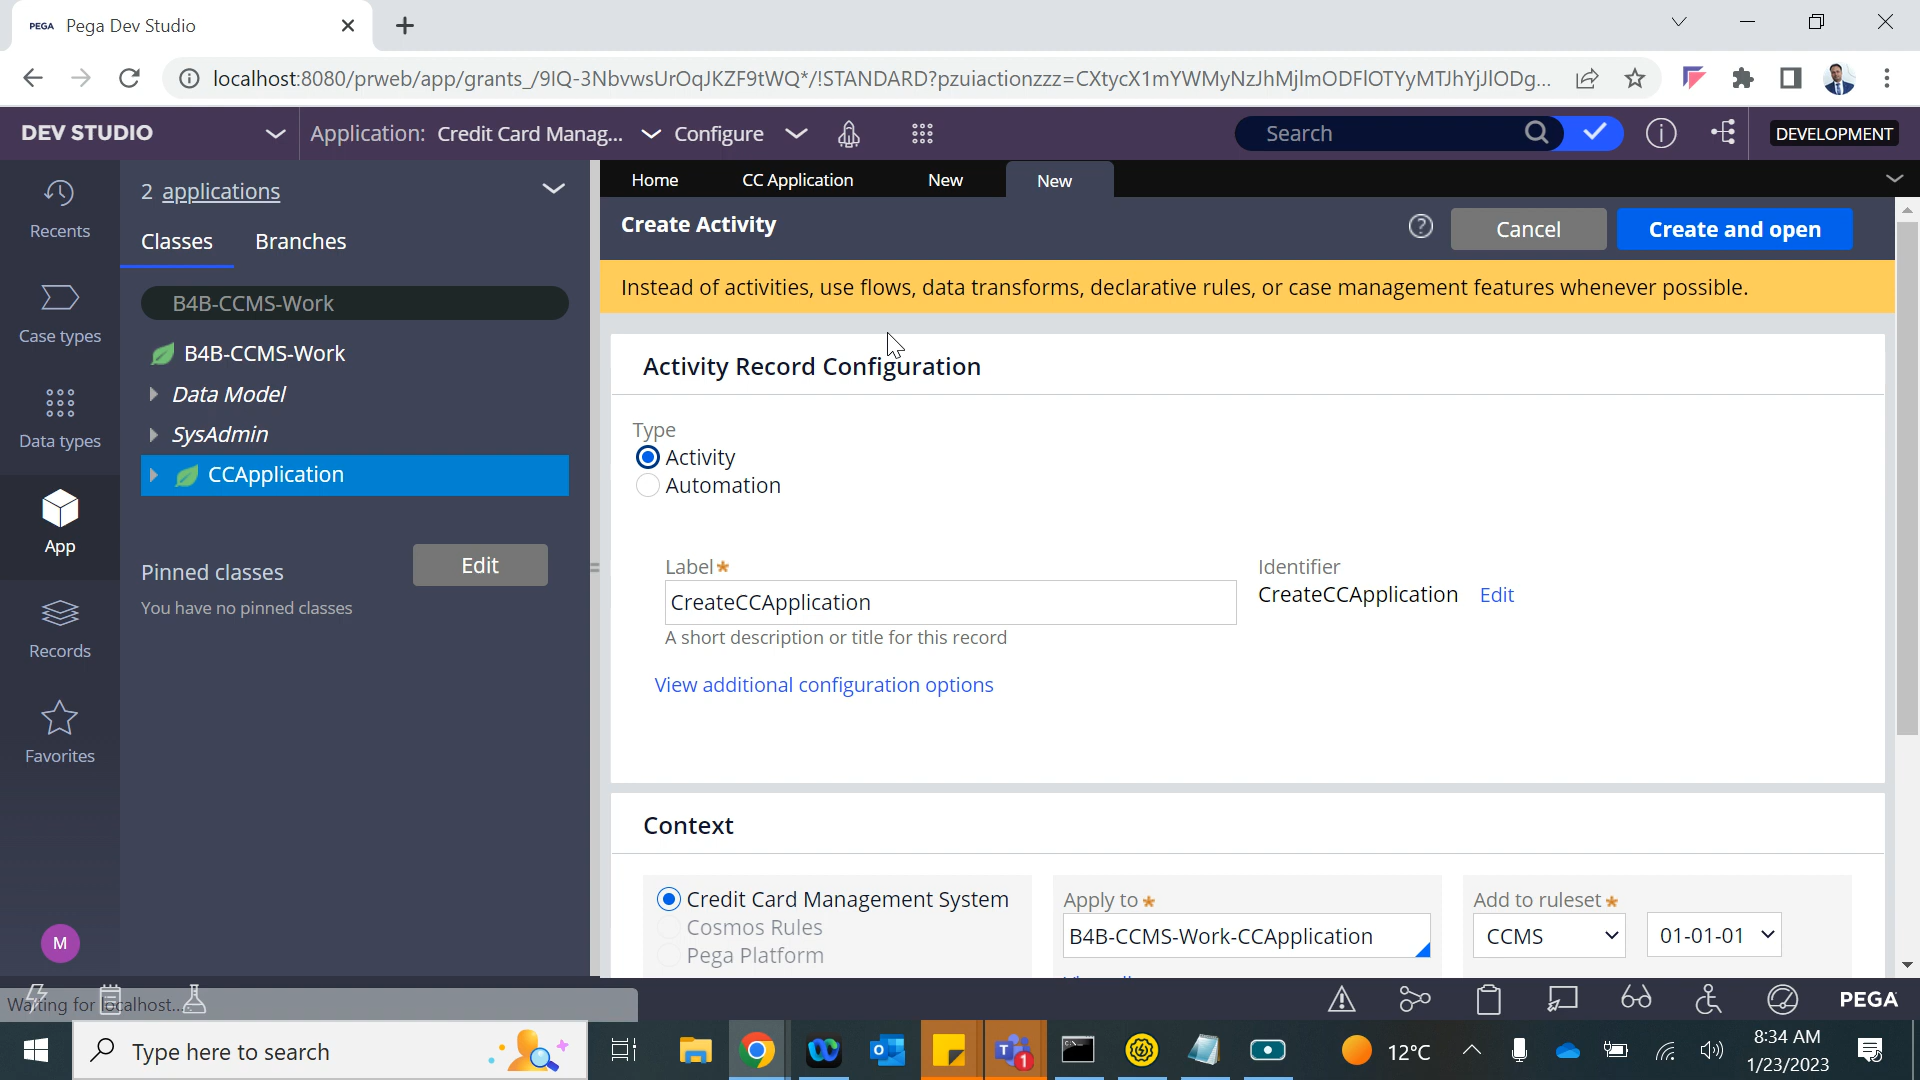 PEGA Pega Dev Studio
localhost:8080/prweb/app/grants_/9IQ-3NbvwsUrOqJKZF9tWQ*/!STANDARD?pzuiactionzzz=CXtycX1mYWMyNzJhMjlmODFlOTYyMTJhYjJlODg...
DEV STUDIO Application: Credit Card Manag... Configure Search DEVELOPMENT
Recents
Case types
Data types
App
Records
Favorites
M
2 applications
Classes Branches
B4B-CCMS-Work
B4B-CCMS-Work
Data Model
SysAdmin
CCApplication
Pinned classes Edit
You have no pinned classes
Home CC Application New New
Create Activity Cancel Create and open
Instead of activities, use flows, data transforms, declarative rules, or case management features whenever possible.
Activity Record Configuration
Type
Activity
Automation
Label* Identifier
CreateCCApplication CreateCCApplication Edit
A short description or title for this record
View additional configuration options
Context
Credit Card Management System
Cosmos Rules
Pega Platform
Apply to*
B4B-CCMS-Work-CCApplication
Add to ruleset*
CCMS 01-01-01
Waiting for localhost... PEGA
Type here to search 1 12°C 8:34 AM
1/23/2023